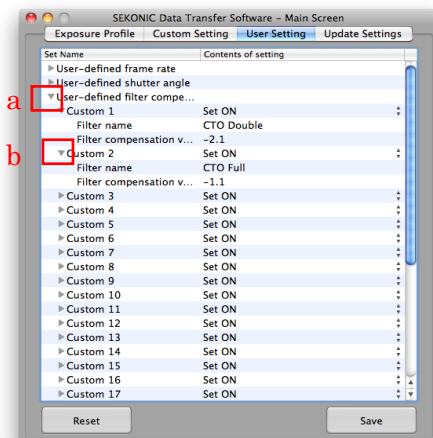 SEKONIC Data Transfer Software - Main Screen
Exposure Profile Custom Setting User Setting Update Settings
Set Name Contents of setting
User-defined frame rate
User-defined shutter angle
a User-defined filter compe...
Custom 1 Set ON
Filter name CTO Double
Filter compensation v... -2.1
b Custom 2 Set ON
Filter name CTO Full
Filter compensation v... -1.1
Custom 3 Set ON
Custom 4 Set ON
Custom 5 Set ON
Custom 6 Set ON
Custom 7 Set ON
Custom 8 Set ON
Custom 9 Set ON
Custom 10 Set ON
Custom 11 Set ON
Custom 12 Set ON
Custom 13 Set ON
Custom 14 Set ON
Custom 15 Set ON
Custom 16 Set ON
Custom 17 Set ON
Reset Save